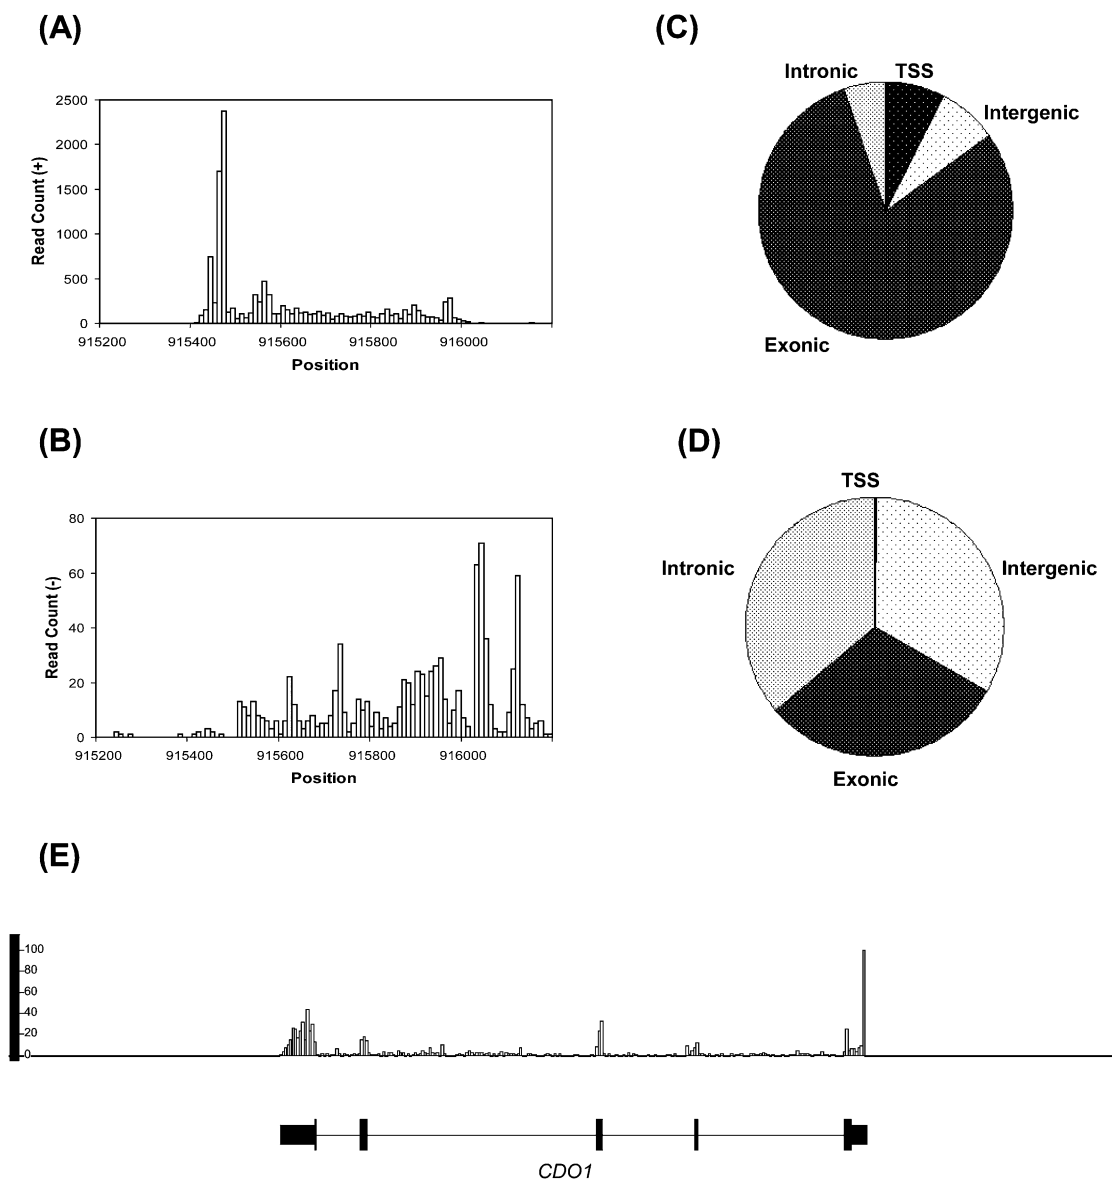 (A)
2500
2000
1500
1000
500
0
Read Count (+)
915200 915400 915600 915800 916000
Position
(C)
Intronic TSS
Intergenic
Exonic
(B)
80
60
40
20
0
Read Count (-)
915200 915400 915600 915800 916000
Position
(D)
TSS
Intronic Intergenic
Exonic
(E)
100
80
60
40
20
0
CDO1